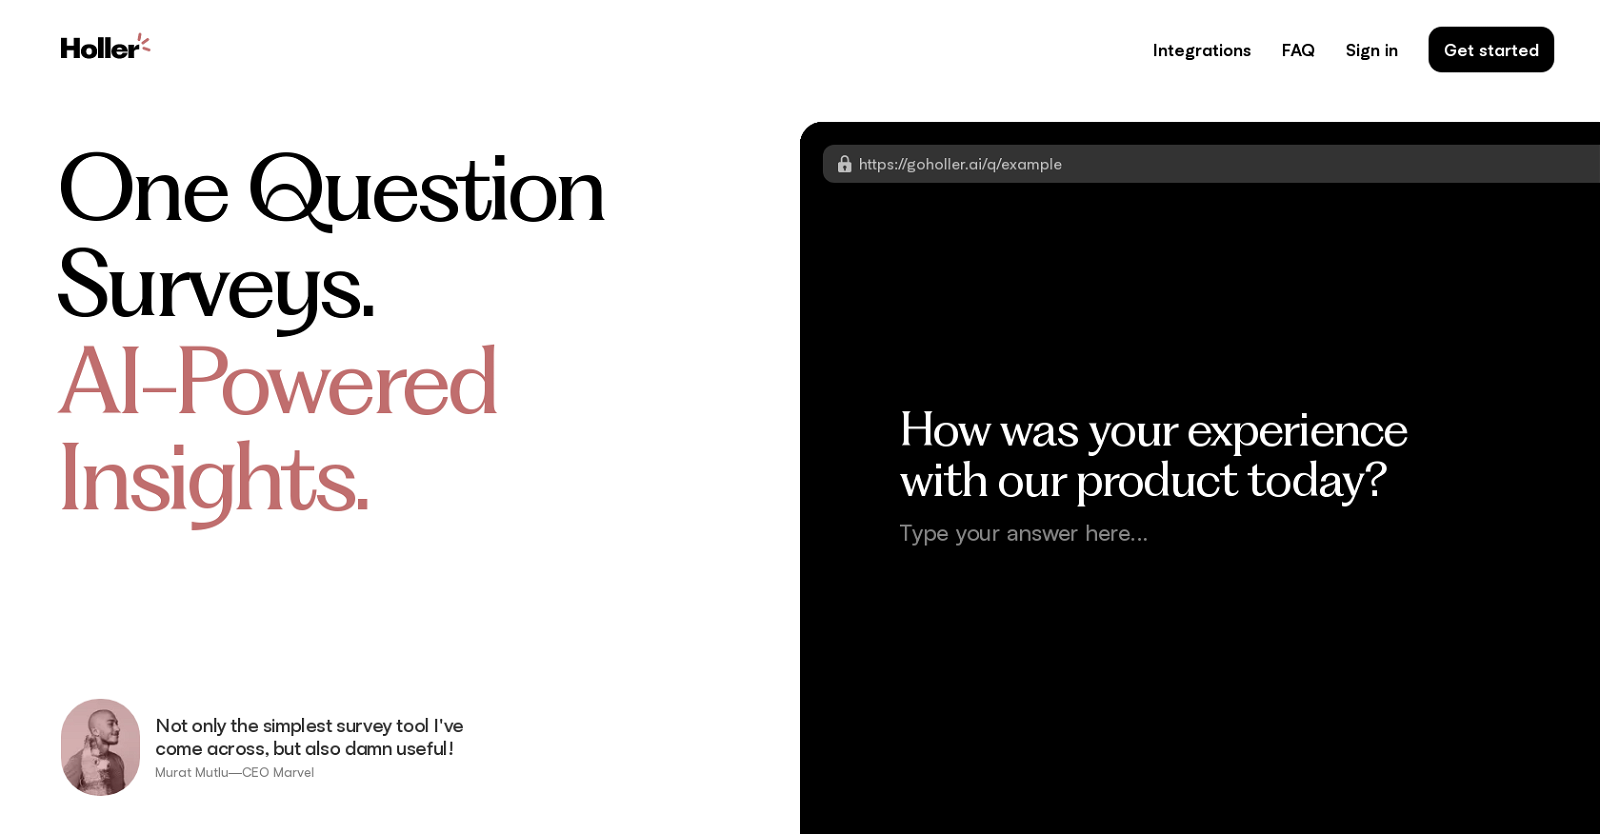 Holler
Integrations
FAQ
Sign in
Get started
One Question
Surveys.
AI-Powered
Insights.
Not only the simplest survey tool I've
come across, but also damn useful!
Murat Mutlu—CEO Marvel
https://goholler.ai/q/example
How was your experience
with our product today?
Type your answer here...